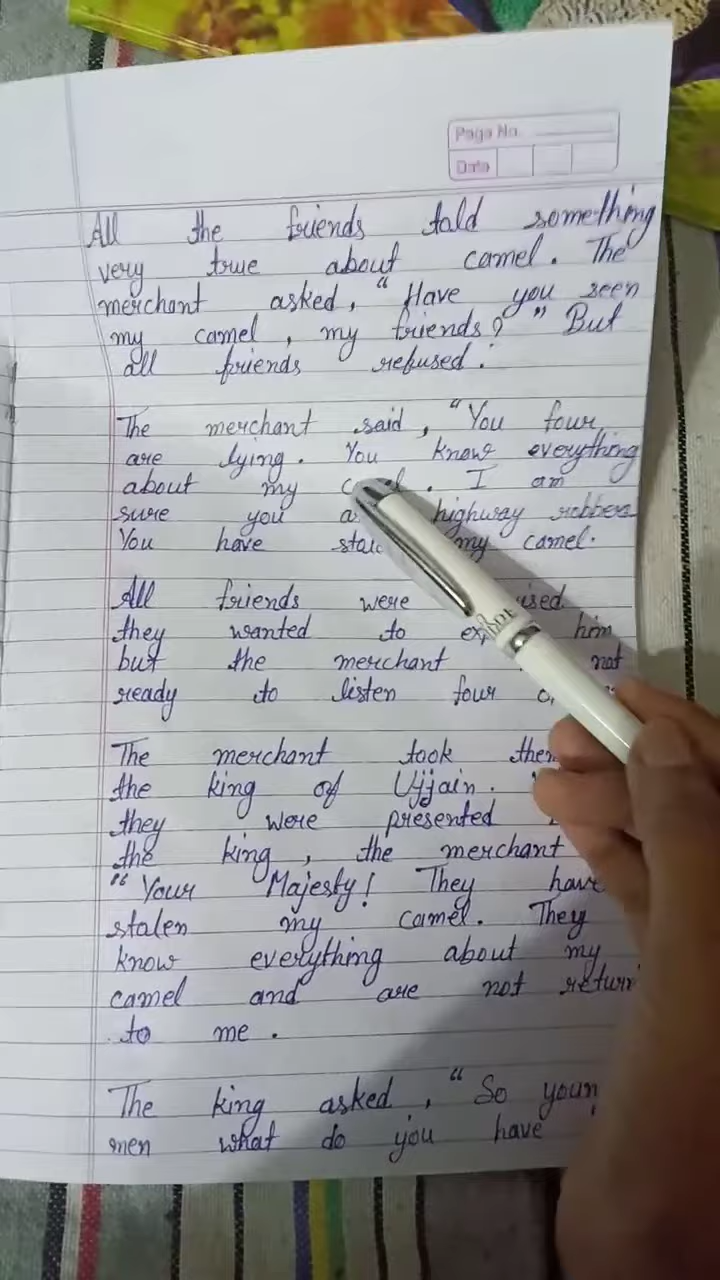 Page No.
Date
All the friends told something
very true about camel. The
merchant asked, "Have you seen
my camel, my friends?" But
all friends refused.
The merchant said, "You four
are lying. You know everything
about my . I am
sure you highway robbers
You have my camel.
All friends were
they wanted to him
but the merchant not
ready to listen four
The merchant took
the king of Ujjain.
they were presented
the king, the merchant
"Your Majesty! They have
stalen my camel. They
know everything about my
camel and are not return
to me.
The king asked, "So youn
men what do you have